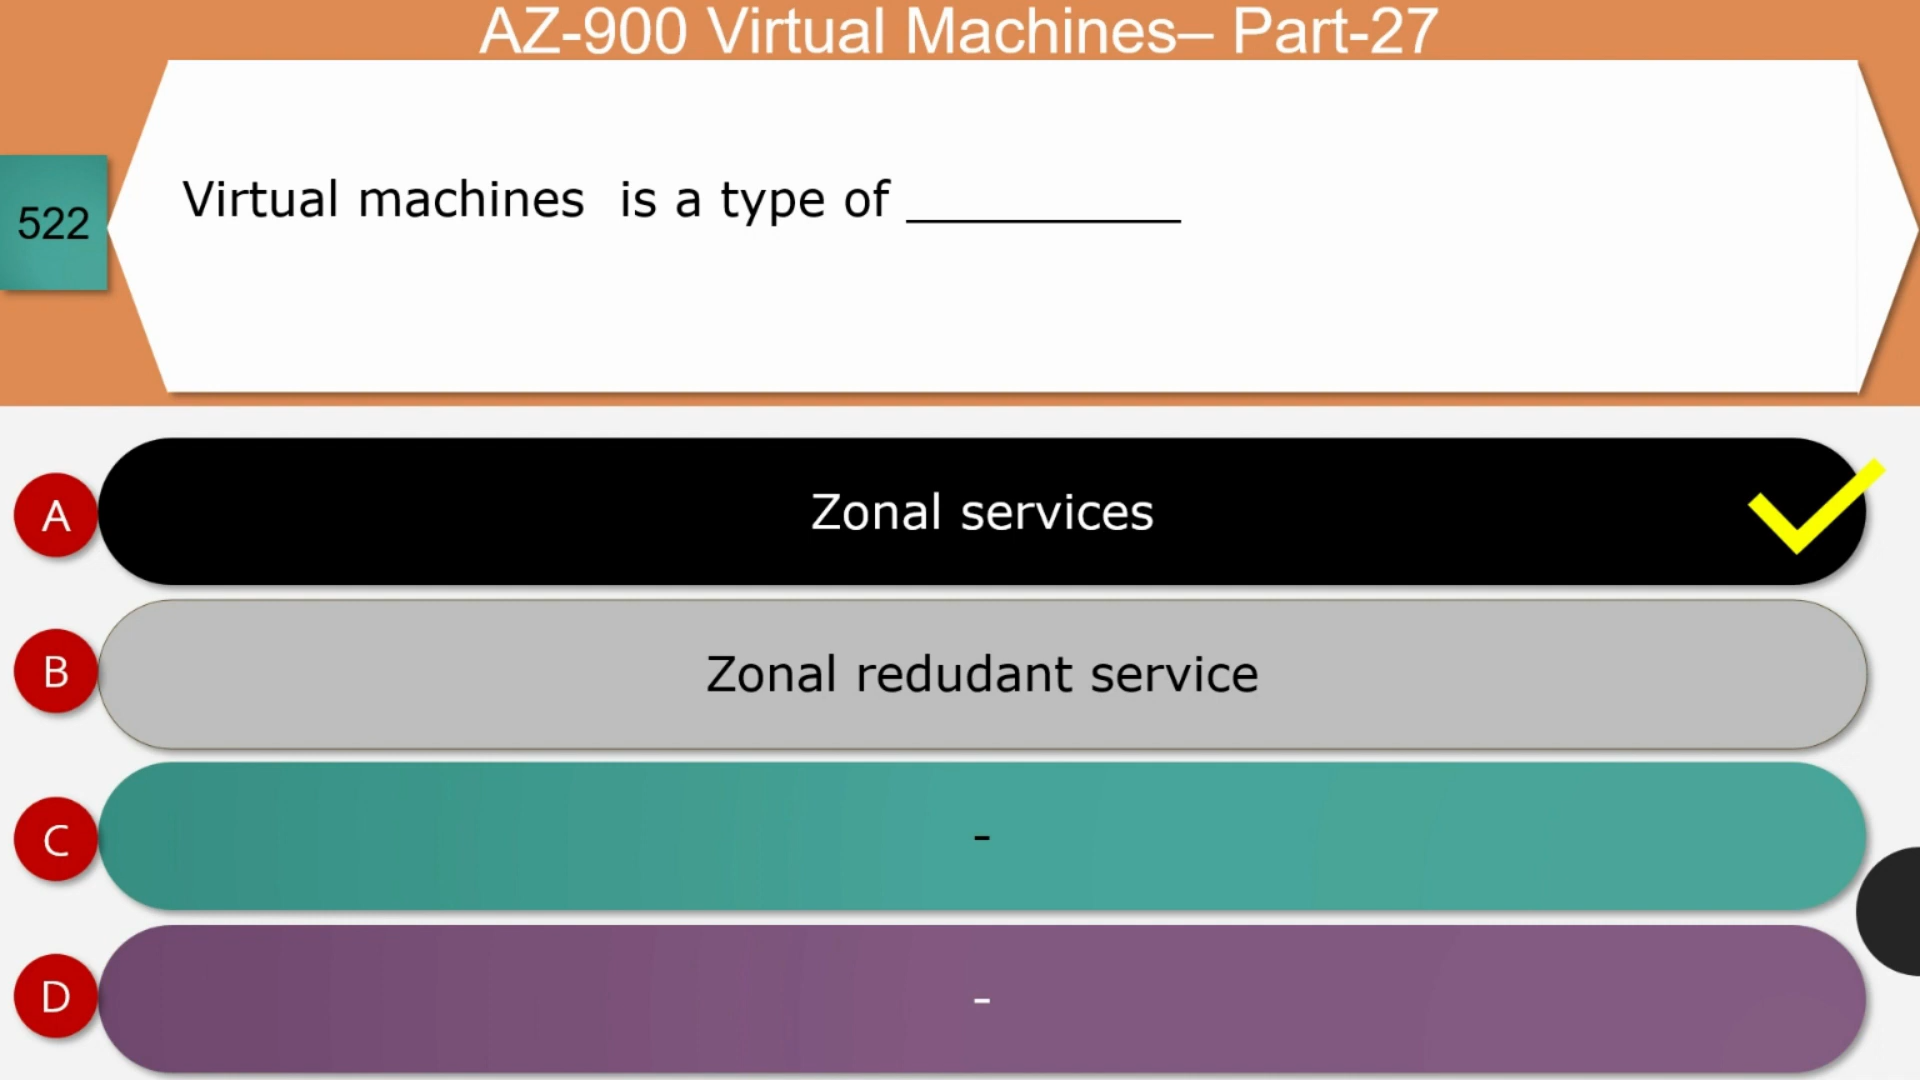 AZ-900 Virtual Machines– Part-27
522
Virtual machines  is a type of __________
A
Zonal services
B
Zonal redudant service
C
-
D
-